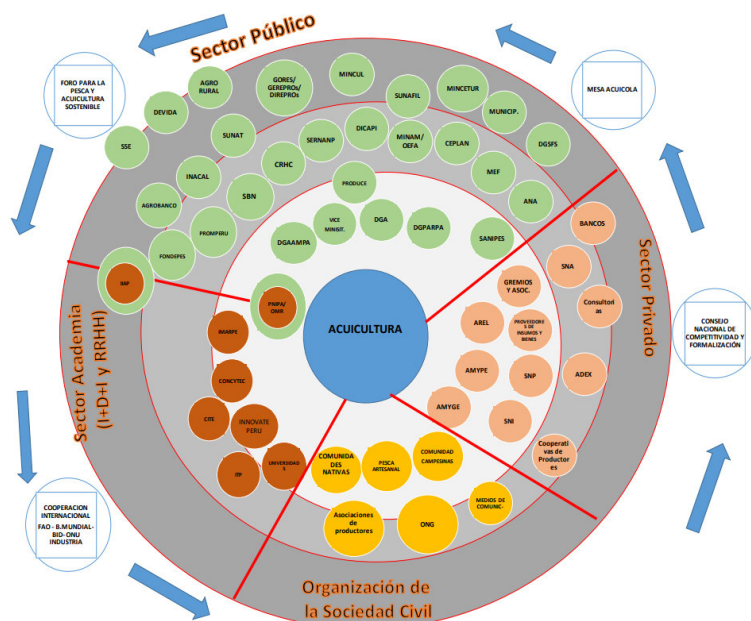 Sector Público
FORO PARA LA
PESCA Y
ACUICULTURA
SOSTENIBLE
MESA ACUICOLA
CONSEJO
NACIONAL DE
COMPETITIVIDAD Y
FORMALIZACIÓN
COOPERACION
INTERNACIONAL
FAO - B.MUNDIAL-
BID-ONU
INDUSTRIA
SSE
DEVIDA
AGRO
RURAL
GORES/
GEREPROs/
DIREPROs
MINCUL
SUNAFIL
MINCETUR
MUNICIP.
DGSFS
AGROBANCO
INACAL
SUNAT
FONDEPES
PROMPERU
SBN
CRHC
SERNANP
DICAPI
MINAM/
OEFA
CEPLAN
MEF
ANA
PRODUCE
DGAAMPA
VICE
MINISIT.
DGA
DGPARPA
SANIPES
ACUICULTURA
Sector Privado
BANCOS
SNA
Consultori
as
ADEX
Cooperati
vas de
Productor
es
GREMIOS
Y ASOC.
AREL
PROVEEDORE
S DE
INSUMOS Y
BIENES
AMYPE
SNP
AMYGE
SNI
Sector Academia
(I+D+I y RRHH)
PNIPA/
OMR
RAMPE
CONCYTEC
CITE
INNOVATE
PERU
ITP
UNIVERSIDAD
S
COMUNIDA
DES
NATIVAS
PESCA
ARTESANAL
COMUNIDAD
CAMPESINAS
Asociaciones
de
productores
ONG
MEDIOS DE
COMUNIC-
Organización de
la Sociedad Civil